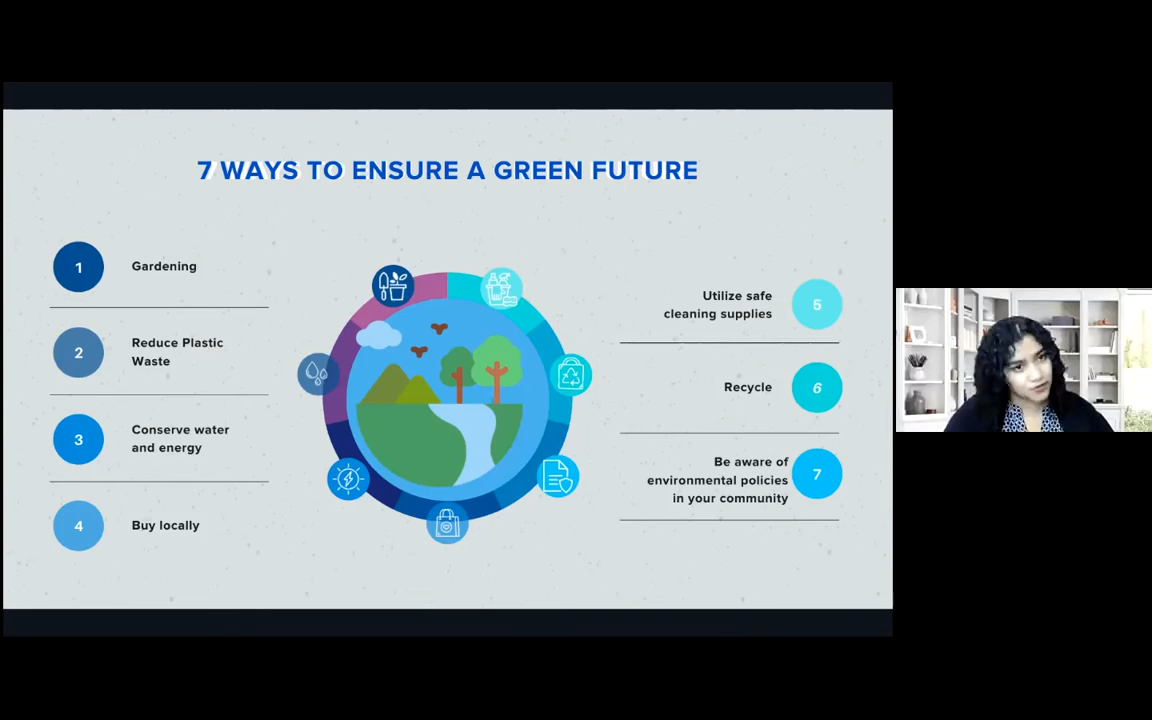 7 WAYS TO ENSURE A GREEN FUTURE
1
Gardening
2
Reduce Plastic
Waste
3
Conserve water
and energy
4
Buy locally
Utilize safe
cleaning supplies
5
Recycle
6
Be aware of
environmental policies
in your community
7